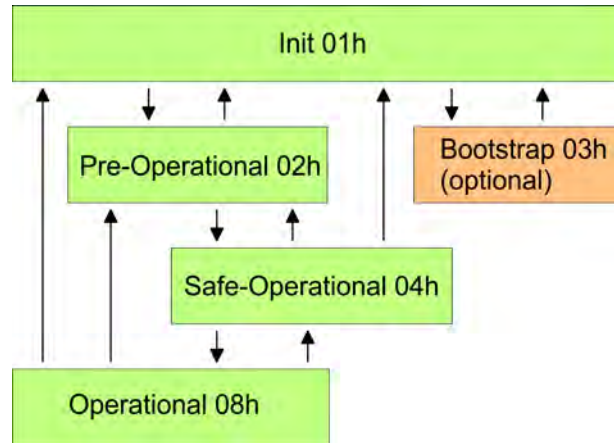 Init 01h
Pre-Operational 02h
Bootstrap 03h
(optional)
Safe-Operational 04h
Operational 08h